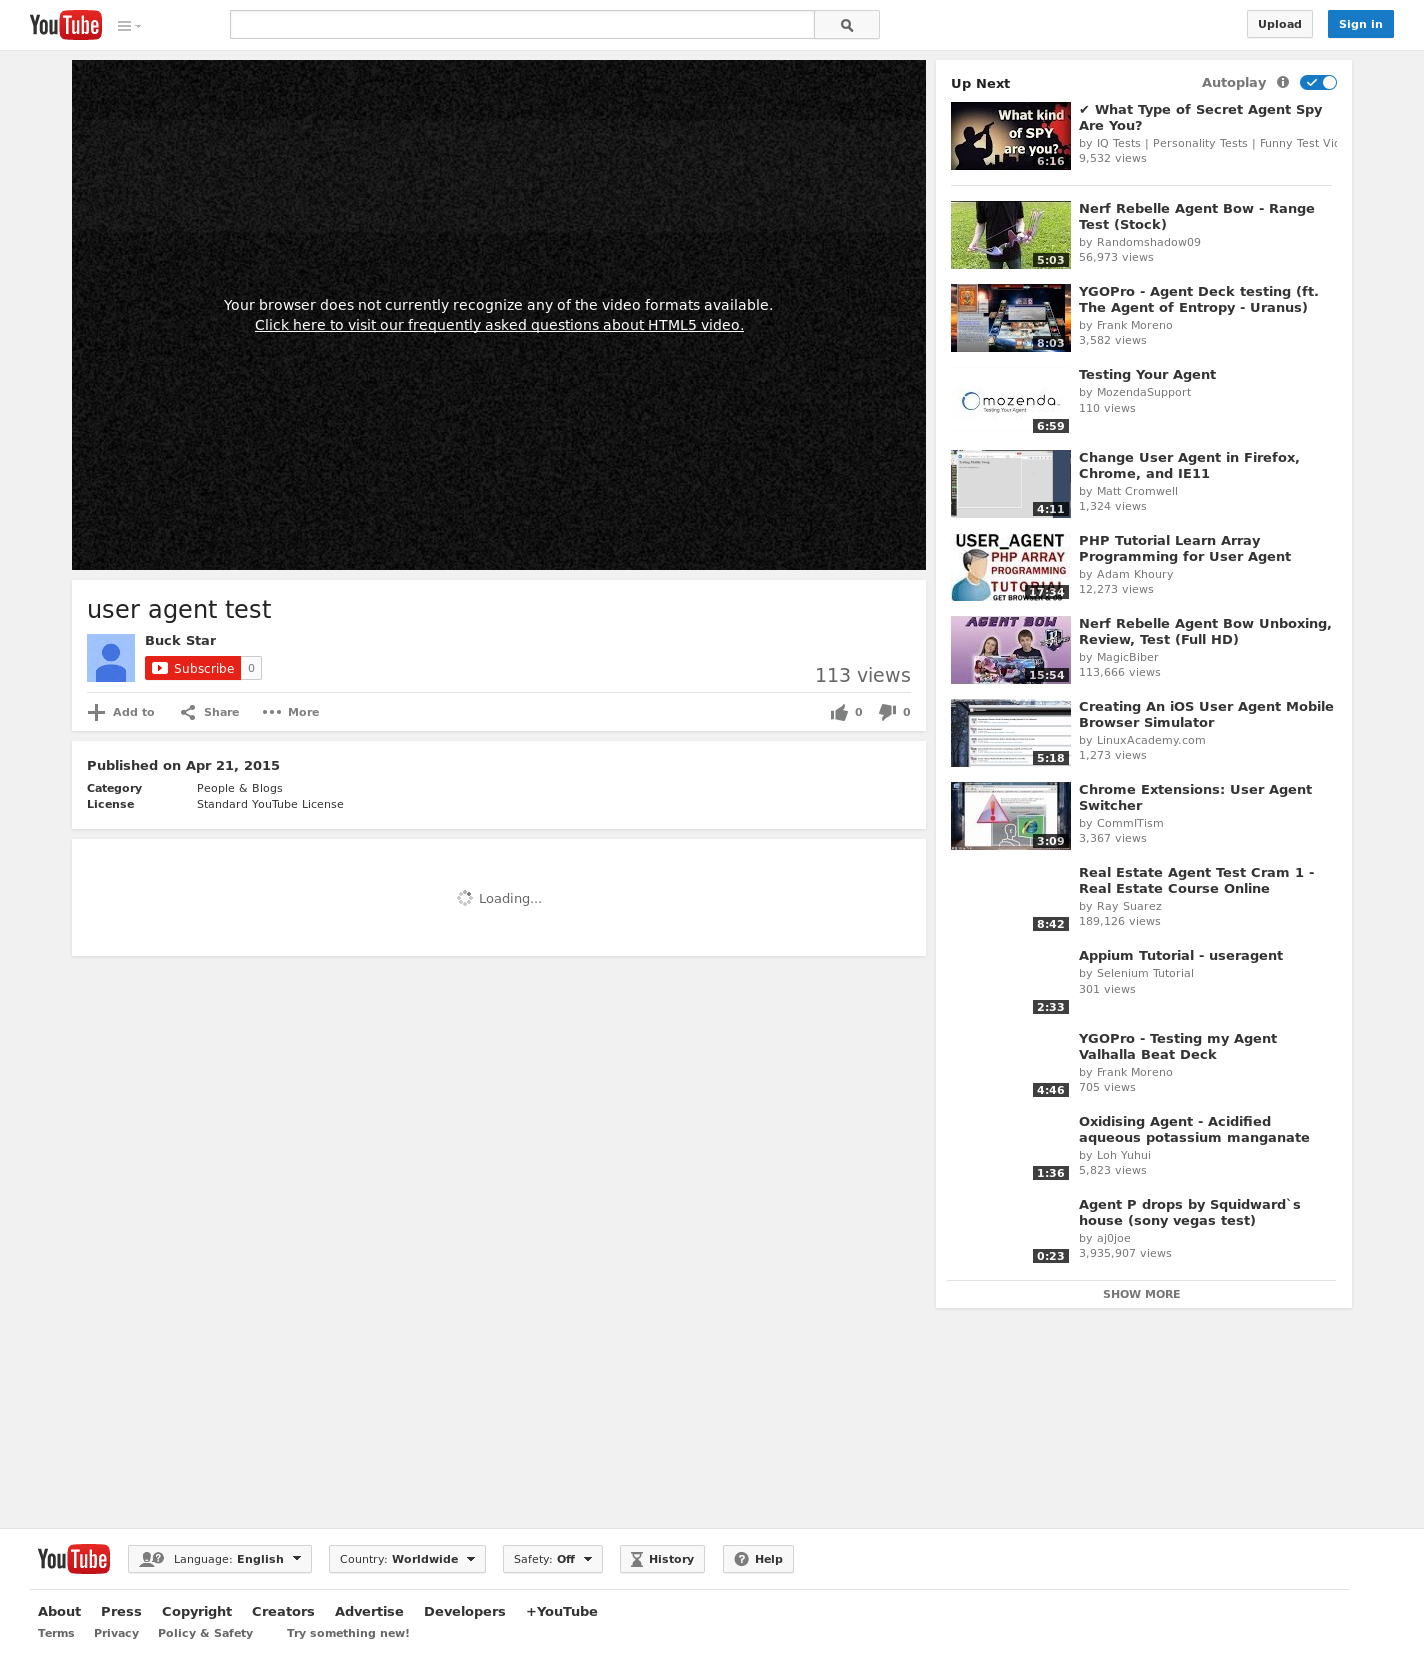 YouTube
Upload
Sign in
Your browser does not currently recognize any of the video formats available.
Click here to visit our frequently asked questions about HTML5 video.
user agent test
Buck Star
Subscribe 0
113 views
Add to
Share
More
0
0
Published on Apr 21, 2015
Category People & Blogs
License Standard YouTube License
Loading...
Up Next
Autoplay
What kind
of SPY
are you?
6:16
✔ What Type of Secret Agent Spy
Are You?
by IQ Tests | Personality Tests | Funny Test
9,532 views
5:03
Nerf Rebelle Agent Bow - Range
Test (Stock)
by Randomshadow09
56,973 views
8:03
YGOPro - Agent Deck testing (ft.
The Agent of Entropy - Uranus)
by Frank Moreno
3,582 views
mozenda
Testing Your Agent
6:59
Testing Your Agent
by MozendaSupport
110 views
4:11
Change User Agent in Firefox,
Chrome, and IE11
by Matt Cromwell
1,324 views
USER_AGENT
PHP ARRAY
PROGRAMMING
TUTORIAL
17:34
PHP Tutorial Learn Array
Programming for User Agent
by Adam Khoury
12,273 views
AGENT BOW
15:54
Nerf Rebelle Agent Bow Unboxing,
Review, Test (Full HD)
by MagicBiber
113,666 views
5:18
Creating An iOS User Agent Mobile
Browser Simulator
by LinuxAcademy.com
1,273 views
3:09
Chrome Extensions: User Agent
Switcher
by CommITism
3,367 views
8:42
Real Estate Agent Test Cram 1 -
Real Estate Course Online
by Ray Suarez
189,126 views
2:33
Appium Tutorial - useragent
by Selenium Tutorial
301 views
4:46
YGOPro - Testing my Agent
Valhalla Beat Deck
by Frank Moreno
705 views
1:36
Oxidising Agent - Acidified
aqueous potassium manganate
by Loh Yuhui
5,823 views
0:23
Agent P drops by Squidward`s
house (sony vegas test)
by aj0joe
3,935,907 views
SHOW MORE
YouTube
Language: English
Country: Worldwide
Safety: Off
History
Help
About Press Copyright Creators Advertise Developers +YouTube
Terms Privacy Policy & Safety Try something new!